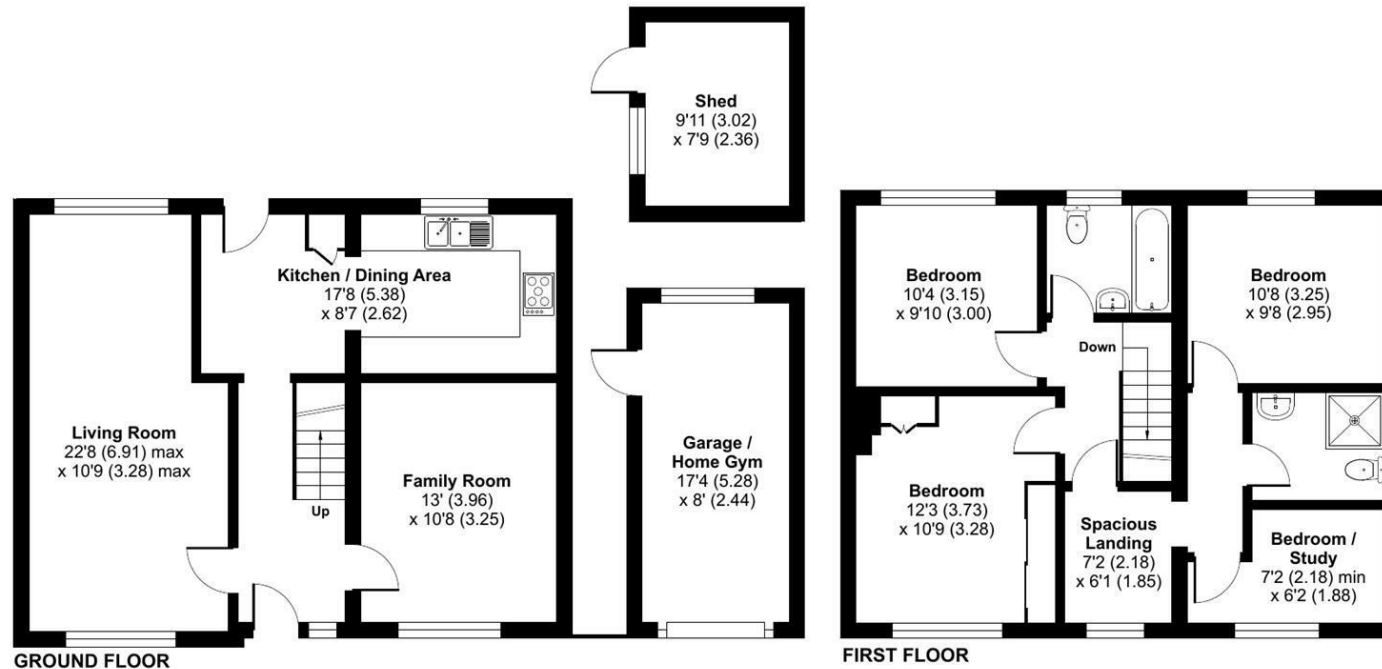 Shed
9'11 (3.02)
x 7'9 (2.36)
Kitchen / Dining Area
17'8 (5.38)
x 8'7 (2.62)
Living Room
22'8 (6.91) max
x 10'9 (3.28) max
Up
Family Room
13' (3.96)
x 10'8 (3.25)
Garage /
Home Gym
17'4 (5.28)
x 8' (2.44)
GROUND FLOOR
Bedroom
10'4 (3.15)
x 9'10 (3.00)
Down
Bedroom
10'8 (3.25)
x 9'8 (2.95)
Bedroom
12'3 (3.73)
x 10'9 (3.28)
Spacious
Landing
7'2 (2.18)
x 6'1 (1.85)
Bedroom /
Study
7'2 (2.18) min
x 6'2 (1.88)
FIRST FLOOR